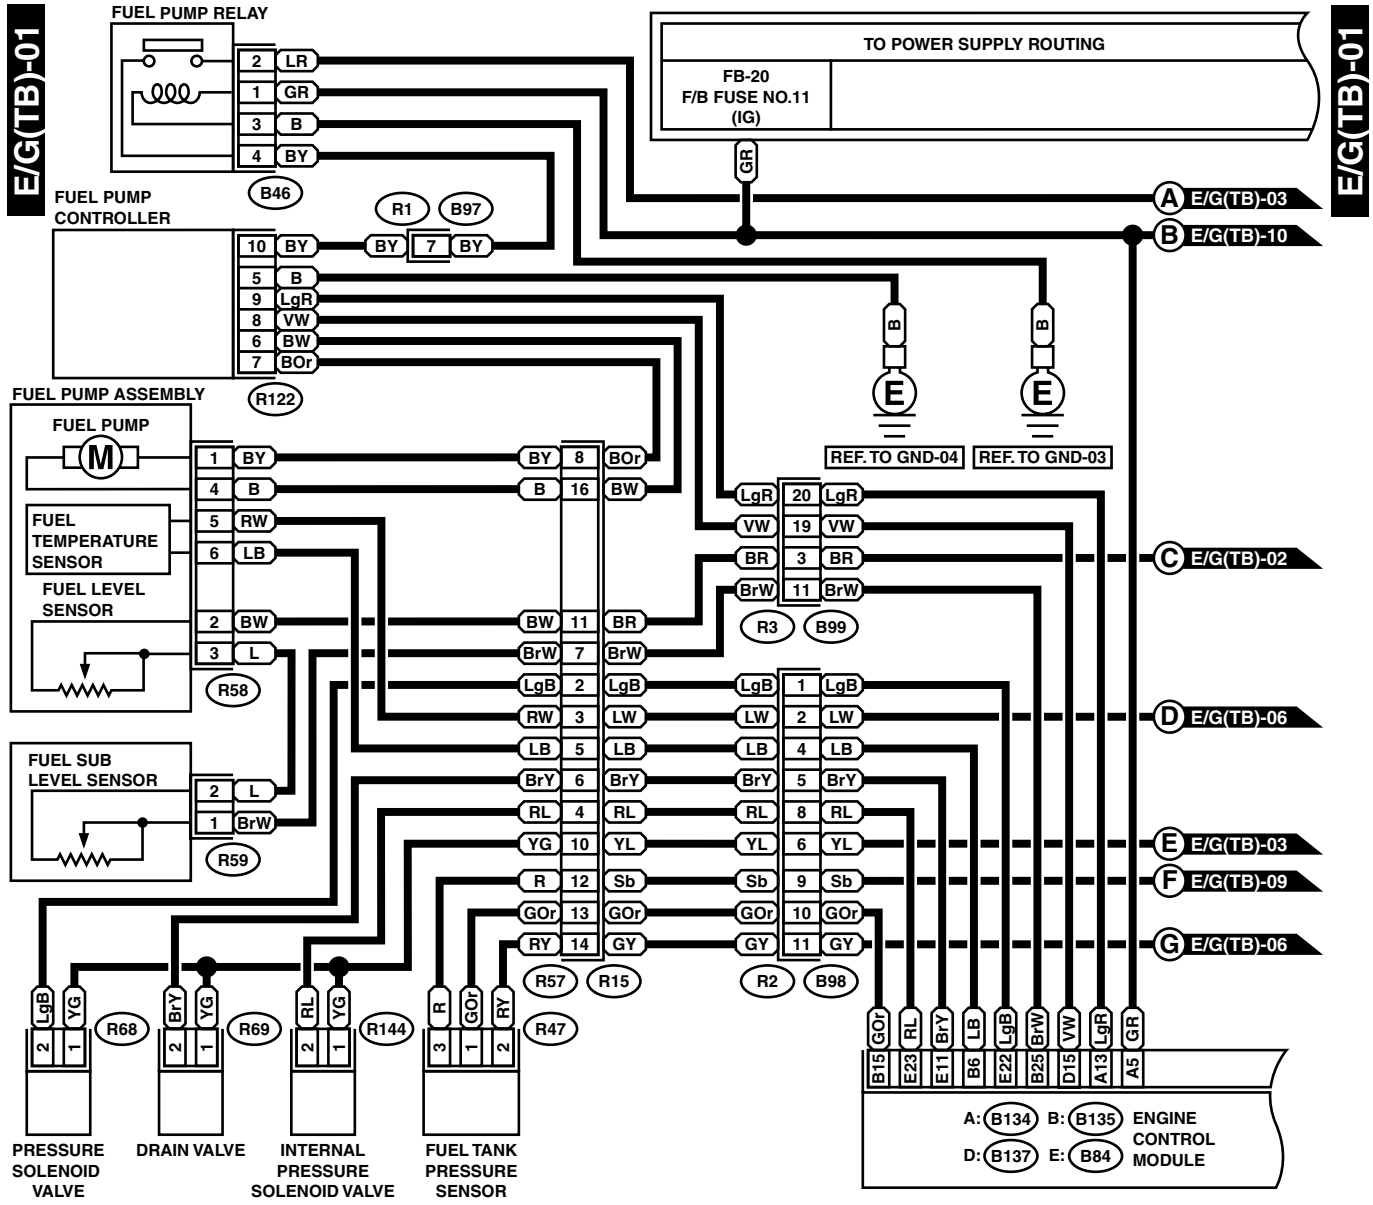 E/G(TB)-01
E/G(TB)-01
FUEL PUMP RELAY
2 LR
1 GR
3 B
4 BY
B46
TO POWER SUPPLY ROUTING
FB-20
F/B FUSE NO.11
(IG)
GR
A E/G(TB)-03
B E/G(TB)-10
FUEL PUMP
CONTROLLER
R1 B97
10 BY BY 7 BY
5 B
9 LgR
8 VW
6 BW
7 BOr
R122
B
B
E
E
REF. TO GND-04
REF. TO GND-03
FUEL PUMP ASSEMBLY
FUEL PUMP
M
1 BY BY 8 BOr
4 B B 16 BW
FUEL
TEMPERATURE
SENSOR
5 RW
6 LB
FUEL LEVEL
SENSOR
2 BW BW 11 BR
3 L BrW 7 BrW
R58
LgR 20 LgR
VW 19 VW
BR 3 BR
BrW 11 BrW
R3 B99
C E/G(TB)-02
LgB 2 LgB LgB 1 LgB
RW 3 LW LW 2 LW
D E/G(TB)-06
LB 5 LB LB 4 LB
FUEL SUB
LEVEL SENSOR
2 L
1 BrW
R59
BrY 6 BrY BrY 5 BrY
RL 4 RL RL 8 RL
YG 10 YL YL 6 YL
E E/G(TB)-03
R 12 Sb Sb 9 Sb
F E/G(TB)-09
GOr 13 GOr GOr 10 GOr
RY 14 GY GY 11 GY
G E/G(TB)-06
R57 R15 R2 B98
LgB YG
2 1
R68
PRESSURE
SOLENOID
VALVE
BrY YG
2 1
R69
DRAIN VALVE
RL YG
2 1
R144
INTERNAL
PRESSURE
SOLENOID VALVE
R GOr RY
3 1 2
R47
FUEL TANK
PRESSURE
SENSOR
GOr RL BrY LB LgB BrW VW LgR GR
B15 E23 E11 B6 E22 B25 D15 A13 A5
A: B134 B: B135
D: B137 E: B84
ENGINE
CONTROL
MODULE